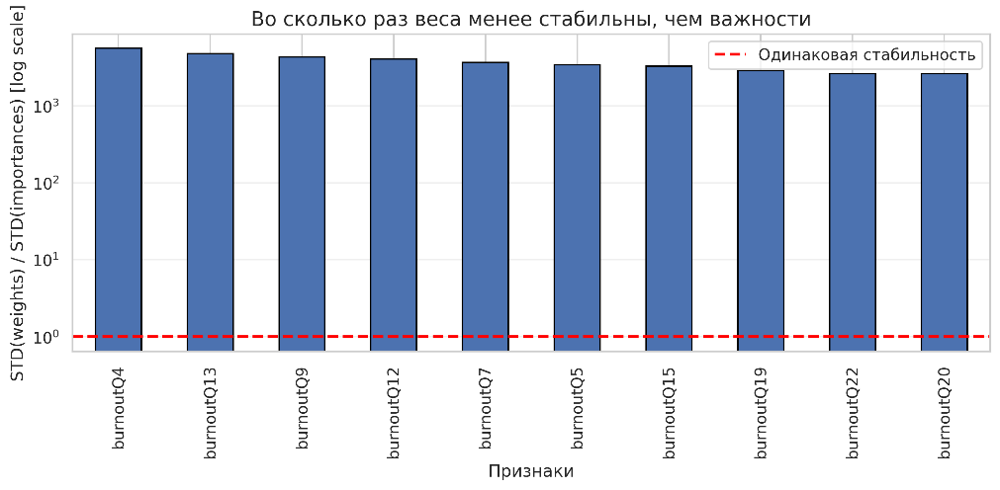 Во сколько раз веса менее стабильны, чем важности
STD(weights) / STD(importances) [log scale]
10³
10²
10¹
10⁰
Одинаковая стабильность
burnoutQ4
burnoutQ13
burnoutQ9
burnoutQ12
burnoutQ7
burnoutQ5
burnoutQ15
burnoutQ19
burnoutQ22
burnoutQ20
Признаки